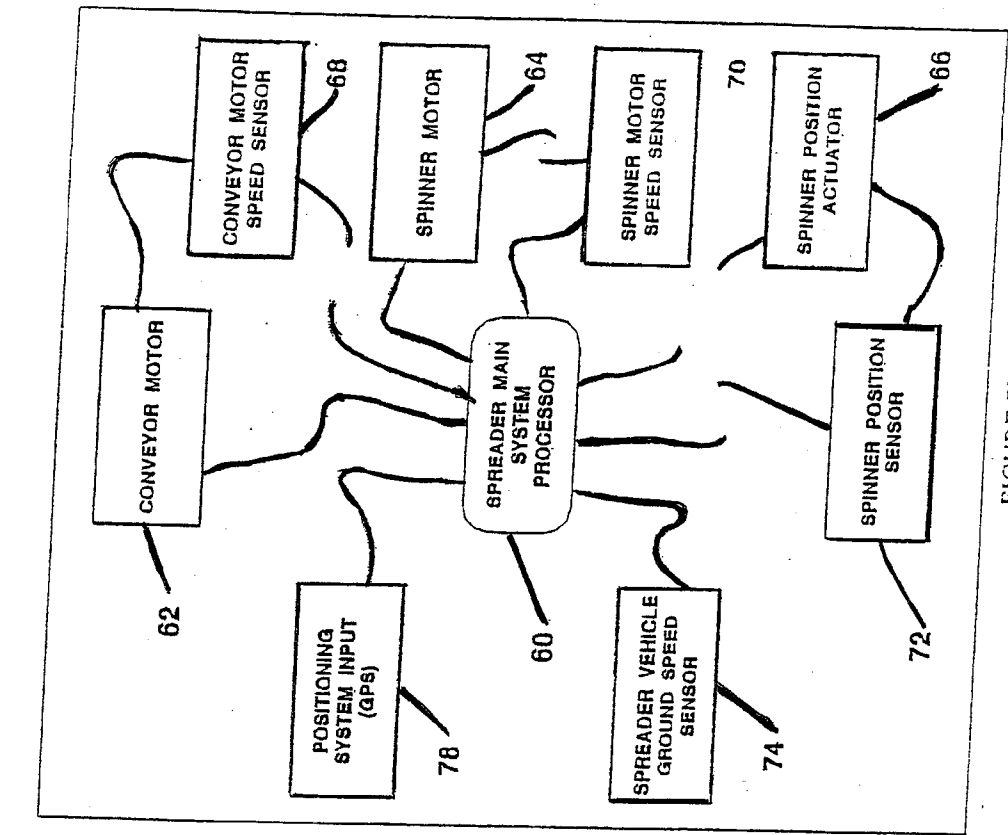 CONVEYOR MOTOR
62
CONVEYOR MOTOR
SPEED SENSOR
68
POSITIONING
SYSTEM INPUT
(GPS)
78
SPINNER MOTOR
64
SPREADER MAIN
SYSTEM
PROCESSOR
60
SPINNER MOTOR
SPEED SENSOR
70
SPREADER VEHICLE
GROUND SPEED
SENSOR
74
SPINNER POSITION
ACTUATOR
66
SPINNER POSITION
SENSOR
72